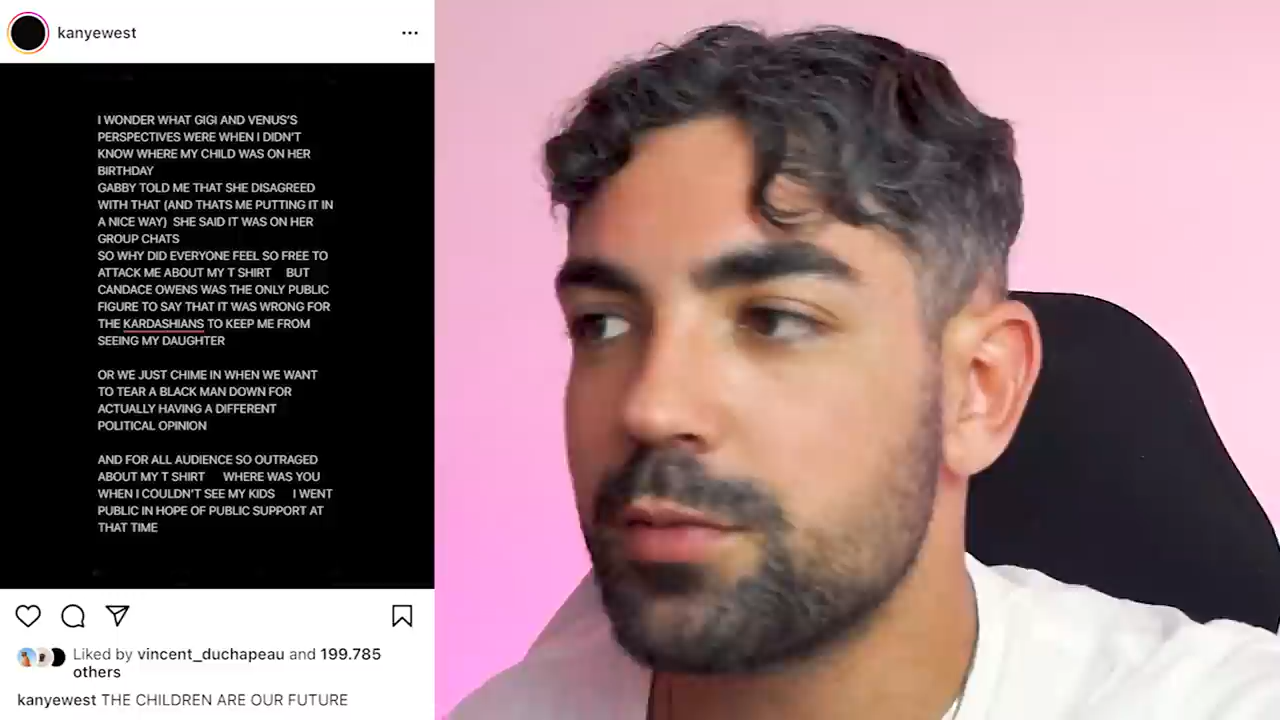 kanyewest
I WONDER WHAT GIGI AND VENUS'S
PERSPECTIVES WERE WHEN I DIDN'T
KNOW WHERE MY CHILD WAS ON HER
BIRTHDAY
GABBY TOLD ME THAT SHE DISAGREED
WITH THAT (AND THATS ME PUTTING IT IN
A NICE WAY) SHE SAID IT WAS ON HER
GROUP CHATS
SO WHY DID EVERYONE FEEL SO FREE TO
ATTACK ME ABOUT MY T SHIRT BUT
CANDACE OWENS WAS THE ONLY PUBLIC
FIGURE TO SAY THAT IT WAS WRONG FOR
THE KARDASHIANS TO KEEP ME FROM
SEEING MY DAUGHTER
OR WE JUST CHIME IN WHEN WE WANT
TO TEAR A BLACK MAN DOWN FOR
ACTUALLY HAVING A DIFFERENT
POLITICAL OPINION
AND FOR ALL AUDIENCE SO OUTRAGED
ABOUT MY T SHIRT WHERE WAS YOU
WHEN I COULDN'T SEE MY KIDS I WENT
PUBLIC IN HOPE OF PUBLIC SUPPORT AT
THAT TIME
Liked by vincent_duchapeau and 199.785
others
kanyewest THE CHILDREN ARE OUR FUTURE